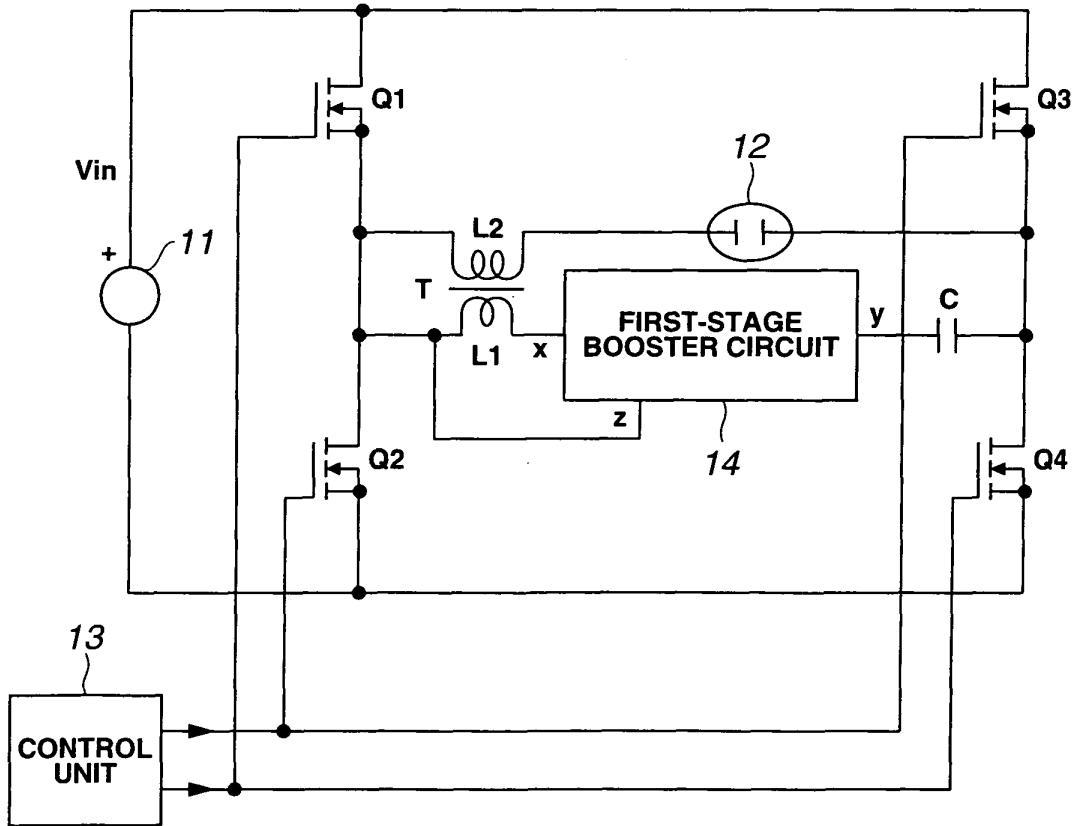 Q1
Q3
Vin
12
+
11
L2
T
FIRST-STAGE
BOOSTER CIRCUIT
y
C
L1
x
z
Q2
14
Q4
13
CONTROL
UNIT